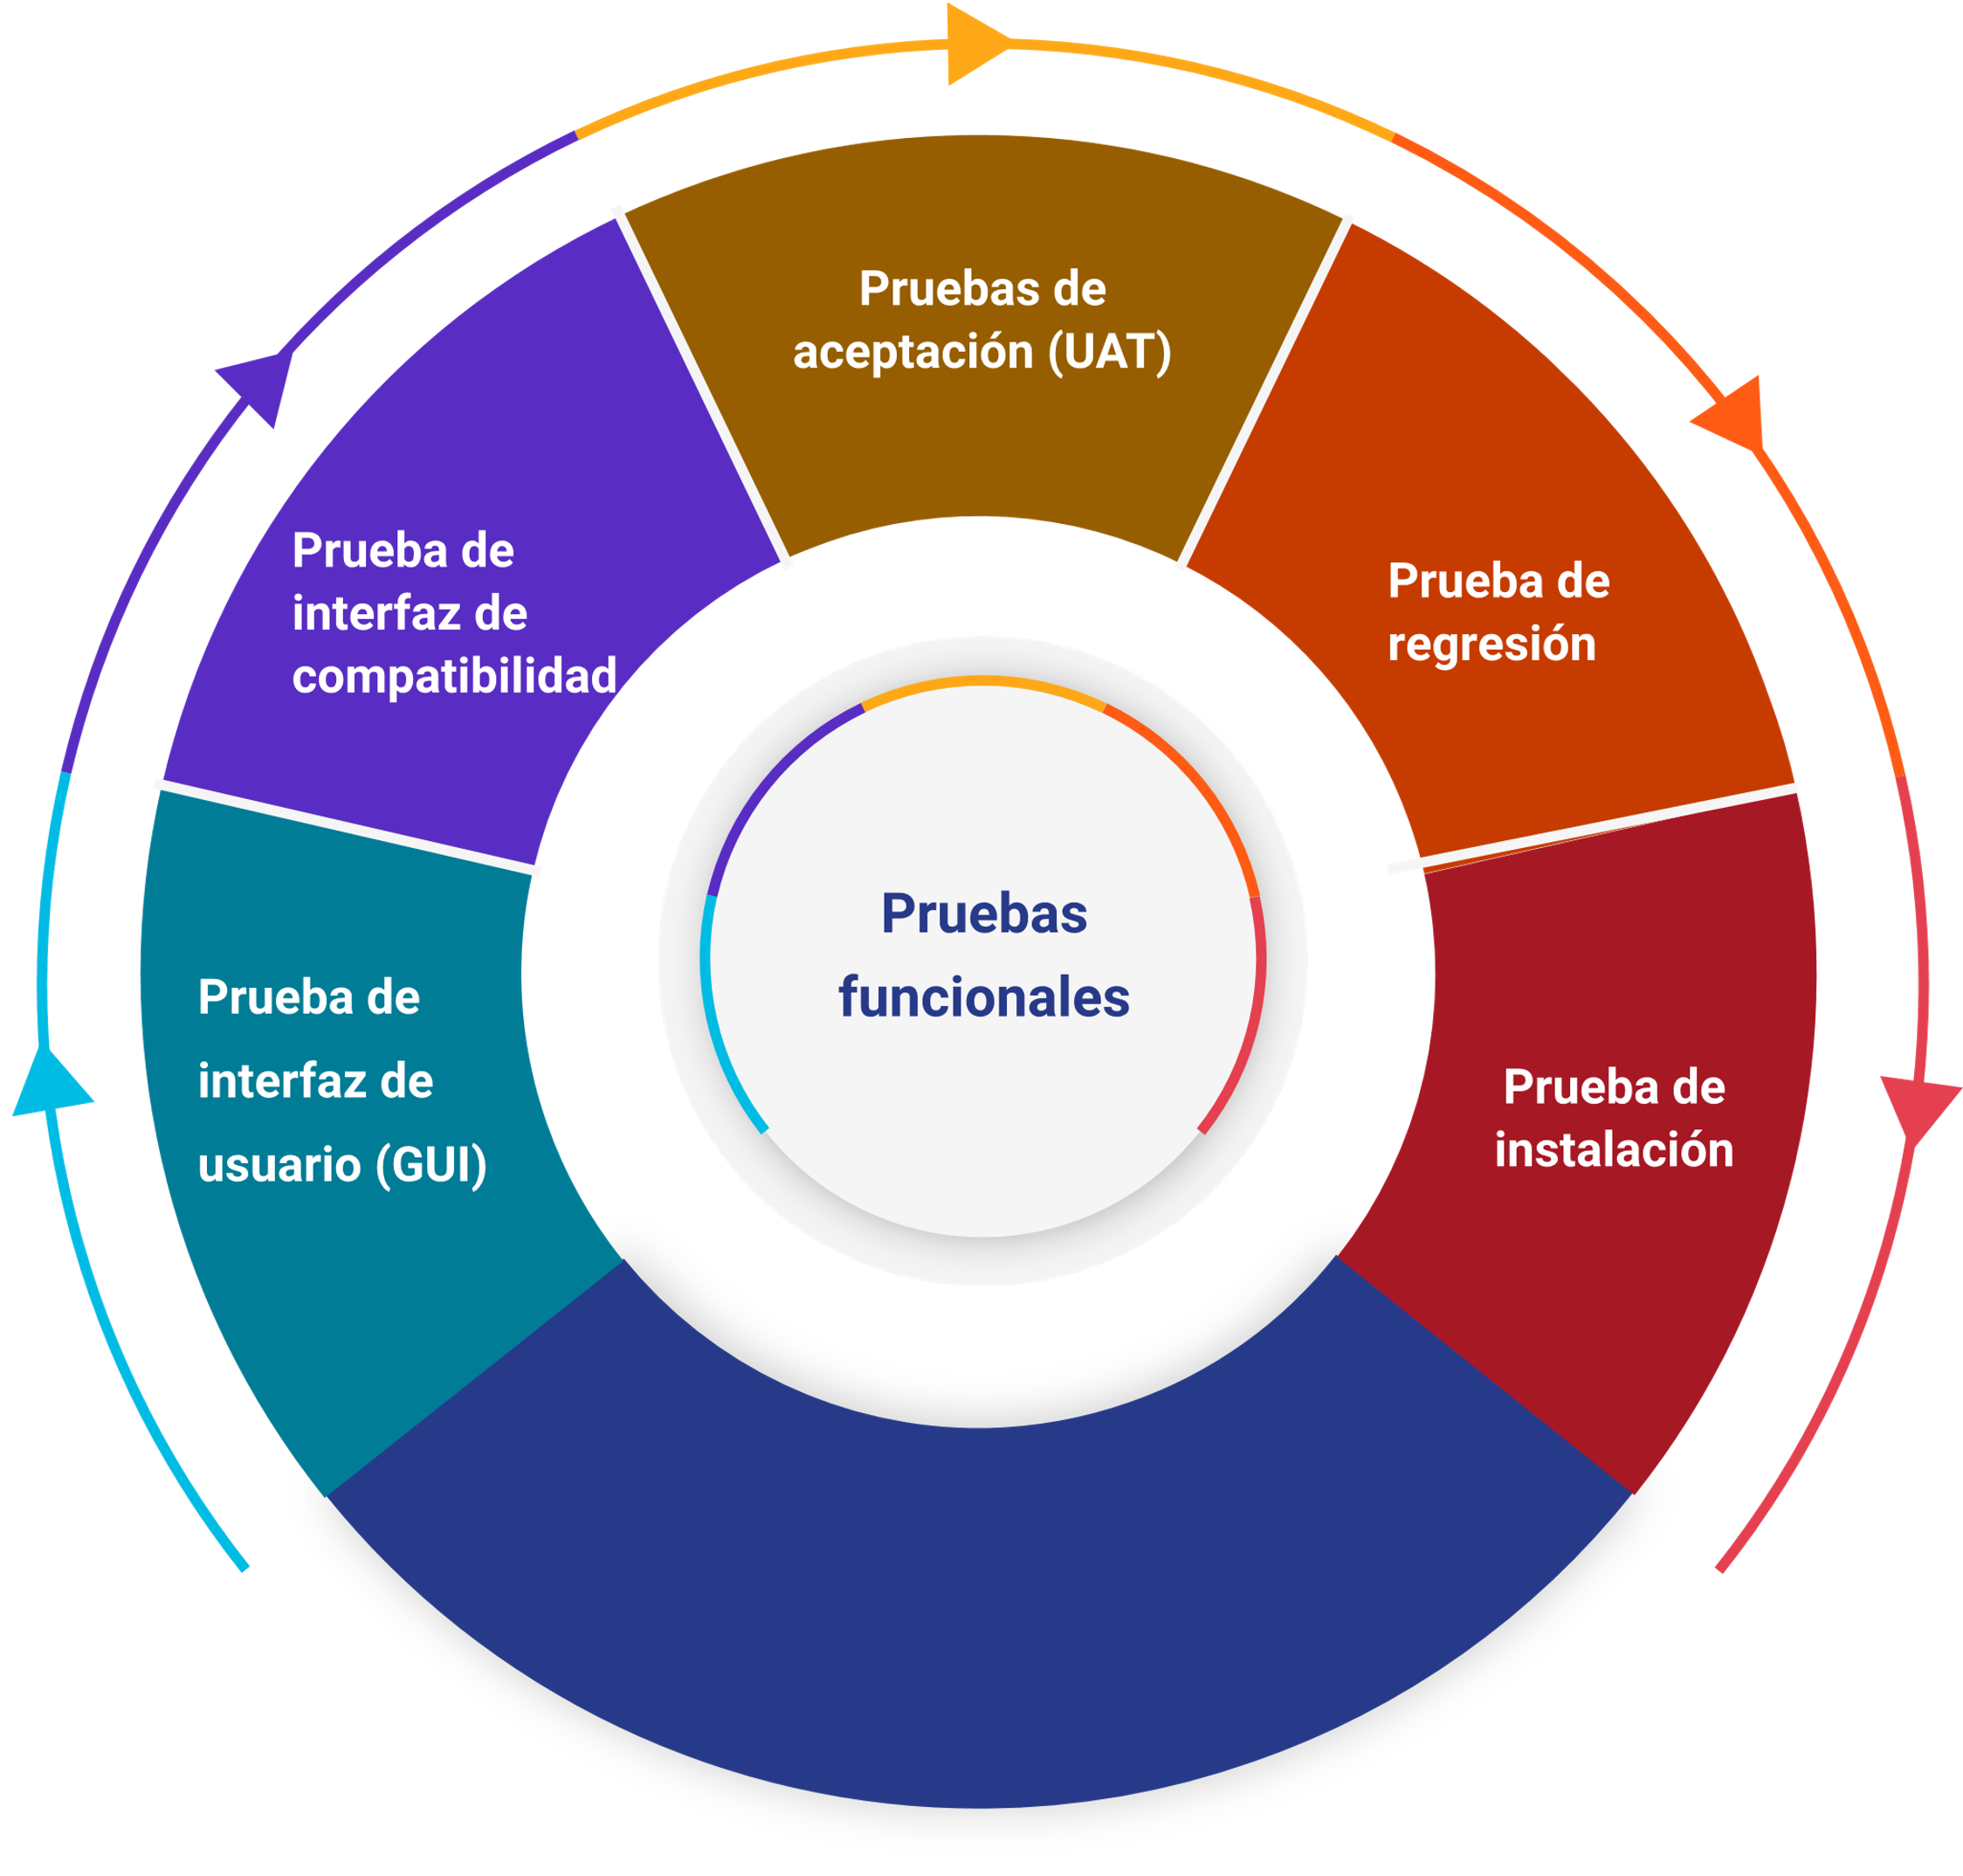 Pruebas de
aceptación (UAT)
Prueba de
interfaz de
compatibilidad
Prueba de
regresión
Pruebas
funcionales
Prueba de
interfaz de
usuario (GUI)
Prueba de
instalación